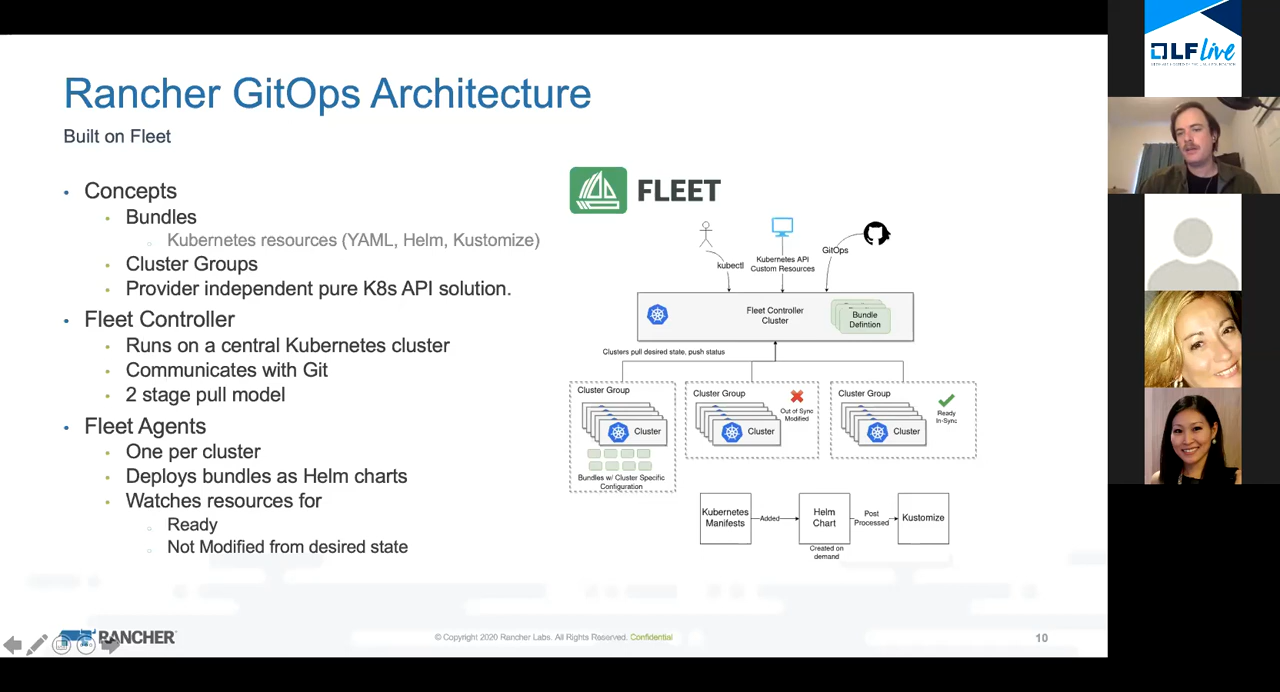 Rancher GitOps Architecture
Built on Fleet
Concepts
Bundles
Kubernetes resources (YAML, Helm, Kustomize)
Cluster Groups
Provider independent pure K8s API solution.
Fleet Controller
Runs on a central Kubernetes cluster
Communicates with Git
2 stage pull model
Fleet Agents
One per cluster
Deploys bundles as Helm charts
Watches resources for
Ready
Not Modified from desired state
FLEET
kubectl
Kubernetes API
Custom Resources
GitOps
Fleet Controller
Cluster
Bundle
Defintion
Clusters pull desired state, push status
Cluster Group
Cluster
Bundles w/ Cluster Specific
Configuration
Cluster Group
Out of Sync
Modified
Cluster
Cluster Group
Ready
In-Sync
Cluster
Kubernetes
Manifests
Added
Helm
Chart
Created on
demand
Post
Processed
Kustomize
RANCHER
© Copyright 2020 Rancher Labs. All Rights Reserved. Confidential
10
LF Live